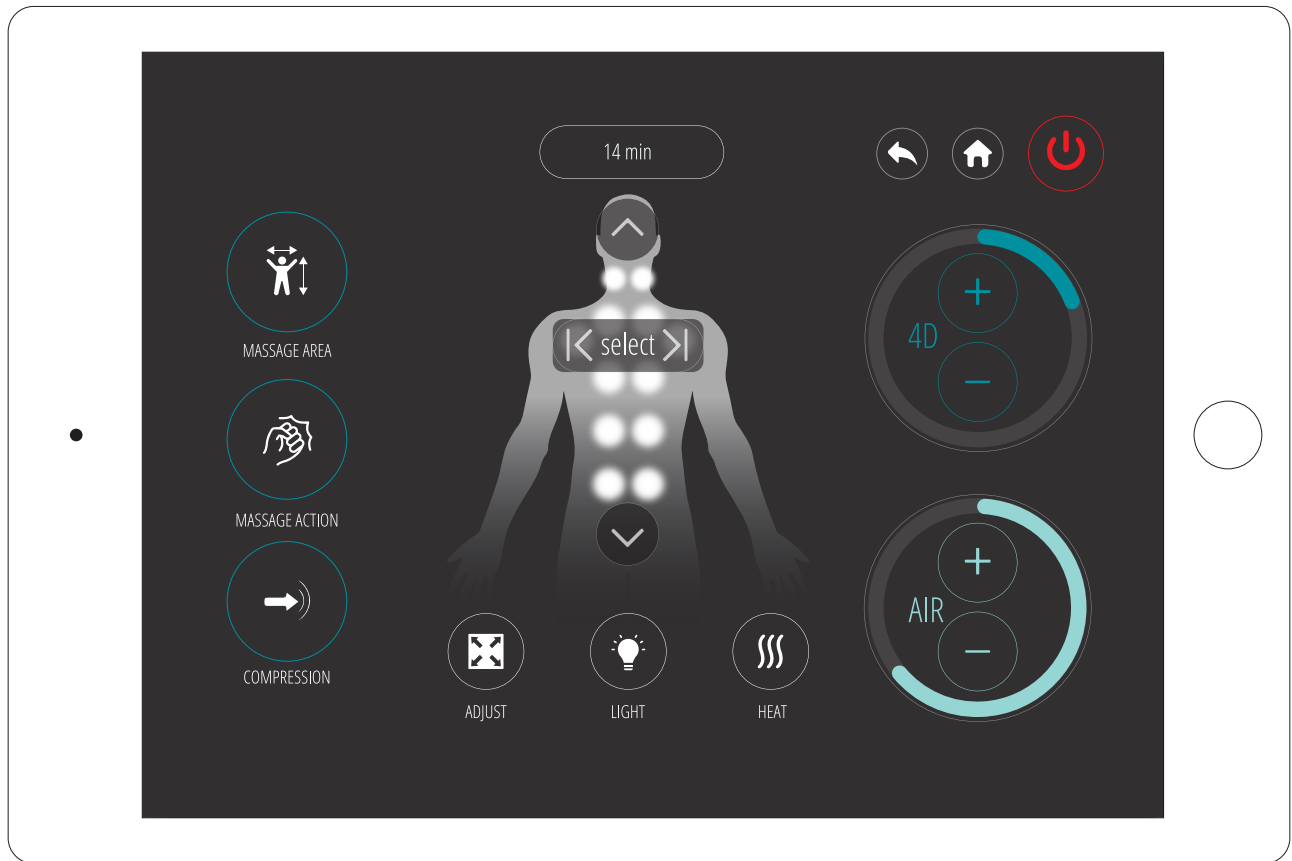 14 min
MASSAGE AREA
select
4D
MASSAGE ACTION
AIR
COMPRESSION
ADJUST
LIGHT
HEAT